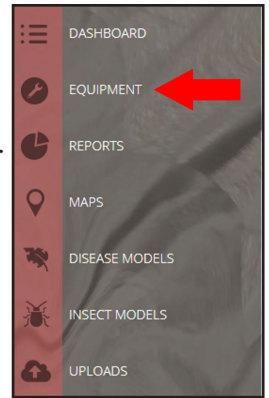 DASHBOARD
EQUIPMENT
REPORTS
MAPS
DISEASE MODELS
INSECT MODELS
UPLOADS